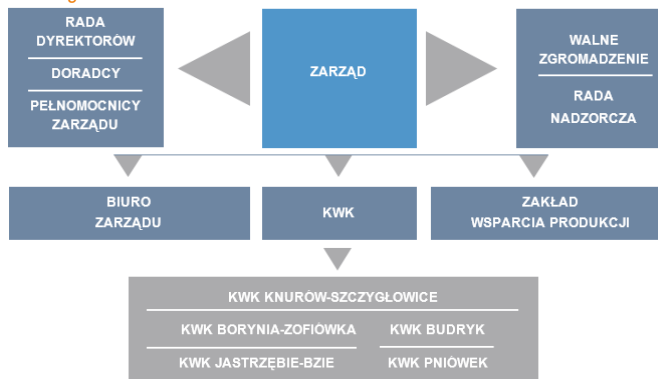 RADA
DYREKTORÓW
DORADCY
PEŁNOMOCNICY
ZARZĄDU
ZARZĄD
WALNE
ZGROMADZENIE
RADA
NADZORCZA
BIURO
ZARZĄDU
KWK
ZAKŁAD
WSPARCIA PRODUKCJI
KWK KNURÓW-SZCZYGŁOWICE
KWK BORYNIA-ZOFIÓWKA
KWK BUDRYK
KWK JASTRZĘBIE-BZIE
KWK PNIÓWEK